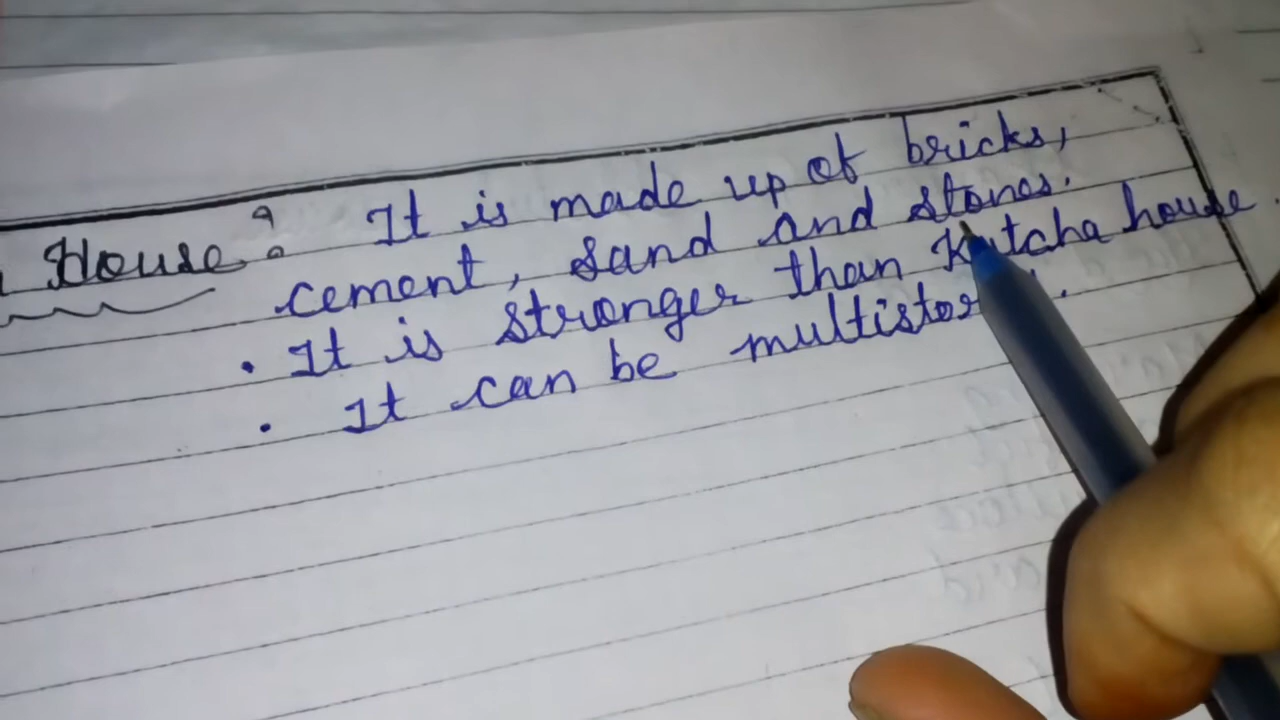 House: It is made up of bricks,
cement, sand and stones.
• It is stronger than Kutcha house.
• It can be